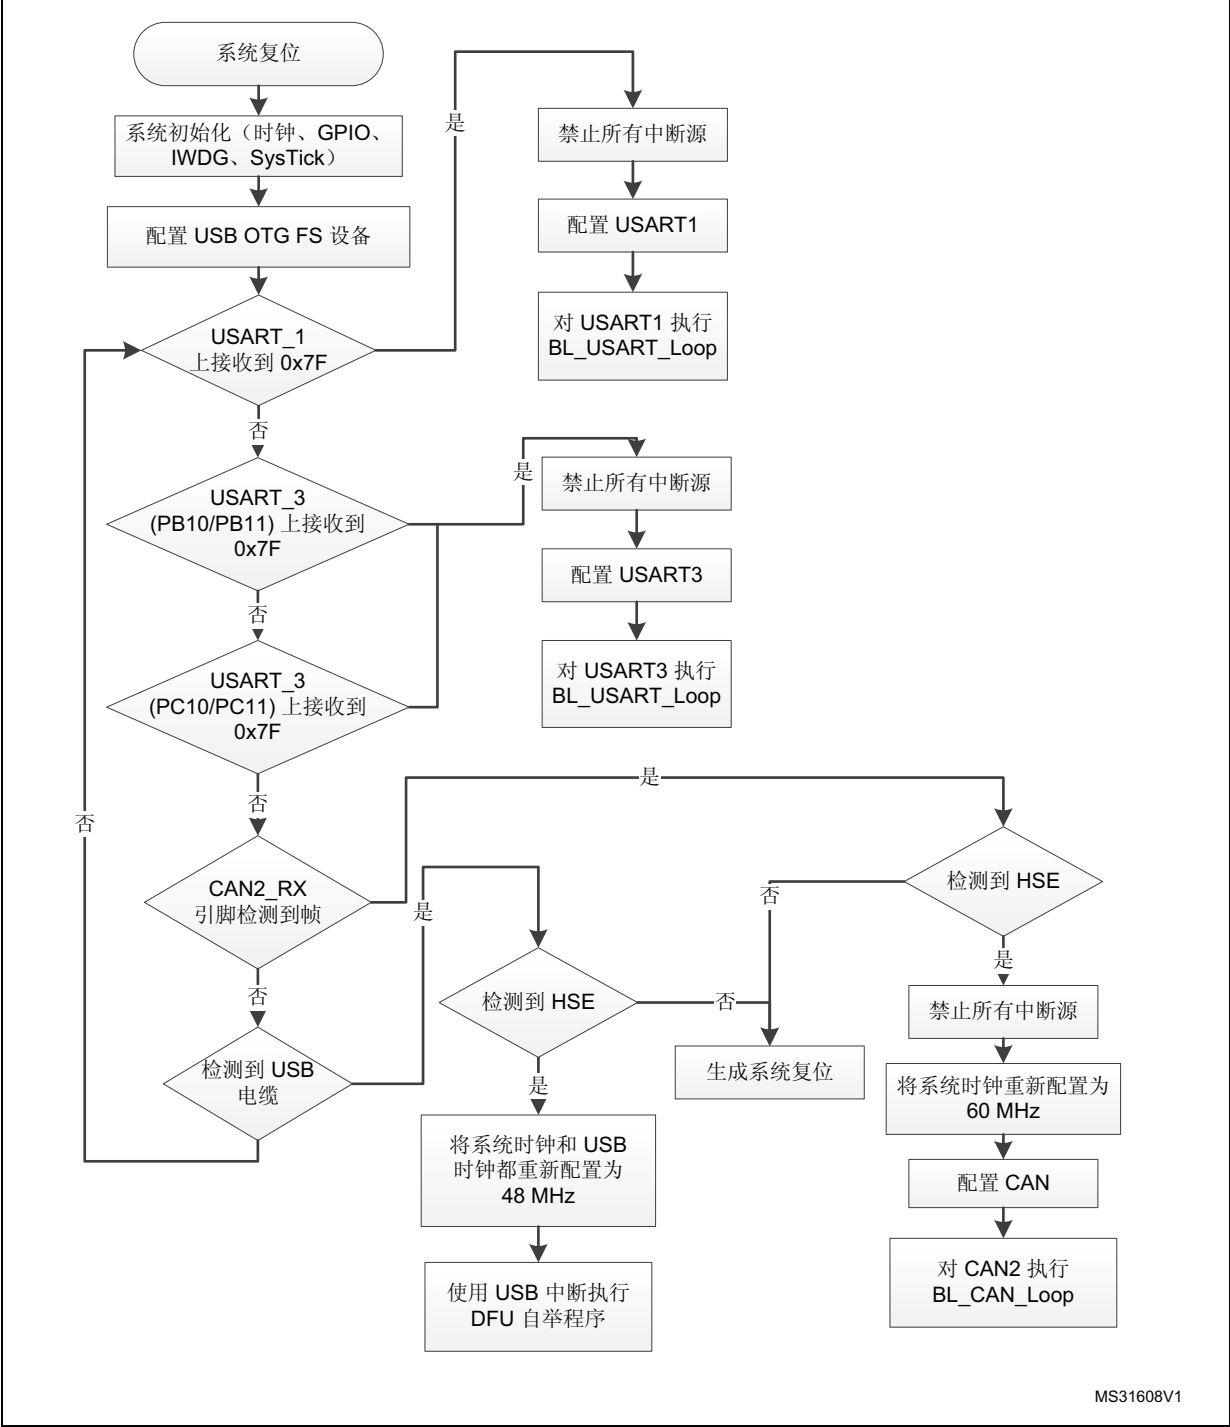 系统复位
系统初始化（时钟、GPIO、
IWDG、SysTick）
配置 USB OTG FS 设备
USART_1
上接收到 0x7F
是
禁止所有中断源
配置 USART1
对 USART1 执行
BL_USART_Loop
否
USART_3
(PB10/PB11) 上接收到
0x7F
是
禁止所有中断源
配置 USART3
对 USART3 执行
BL_USART_Loop
否
USART_3
(PC10/PC11) 上接收到
0x7F
否
否
CAN2_RX
引脚检测到帧
是
检测到 HSE
否
是
禁止所有中断源
将系统时钟重新配置为
60 MHz
配置 CAN
对 CAN2 执行
BL_CAN_Loop
否
检测到 USB
电缆
是
检测到 HSE
否
生成系统复位
是
将系统时钟和 USB
时钟都重新配置为
48 MHz
使用 USB 中断执行
DFU 自举程序
MS31608V1